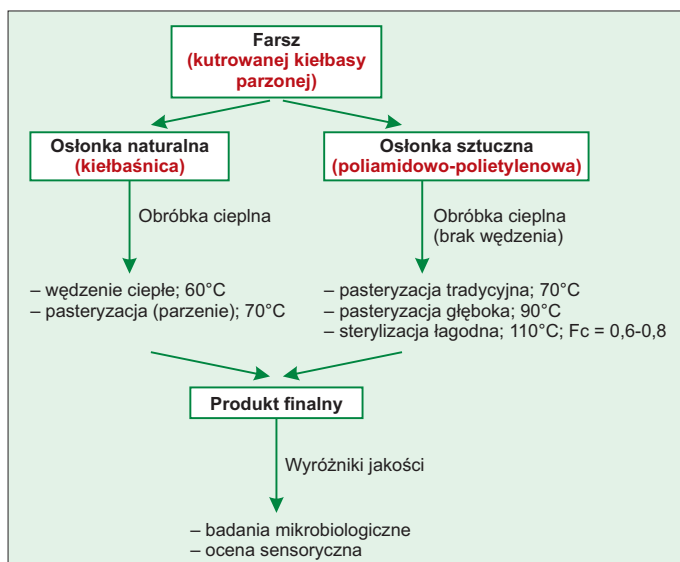 Farsz
(kutrowanej kiełbasy
parzonej)
Osłonka naturalna
(kiełbaśnica)
Osłonka sztuczna
(poliamidowo-polietylenowa)
Obróbka cieplna
Obróbka cieplna
(brak wędzenia)
– wędzenie ciepłe; 60°C
– pasteryzacja (parzenie); 70°C
– pasteryzacja tradycyjna; 70°C
– pasteryzacja głęboka; 90°C
– sterylizacja łagodna; 110°C; Fc = 0,6-0,8
Produkt finalny
Wyróżniki jakości
– badania mikrobiologiczne
– ocena sensoryczna